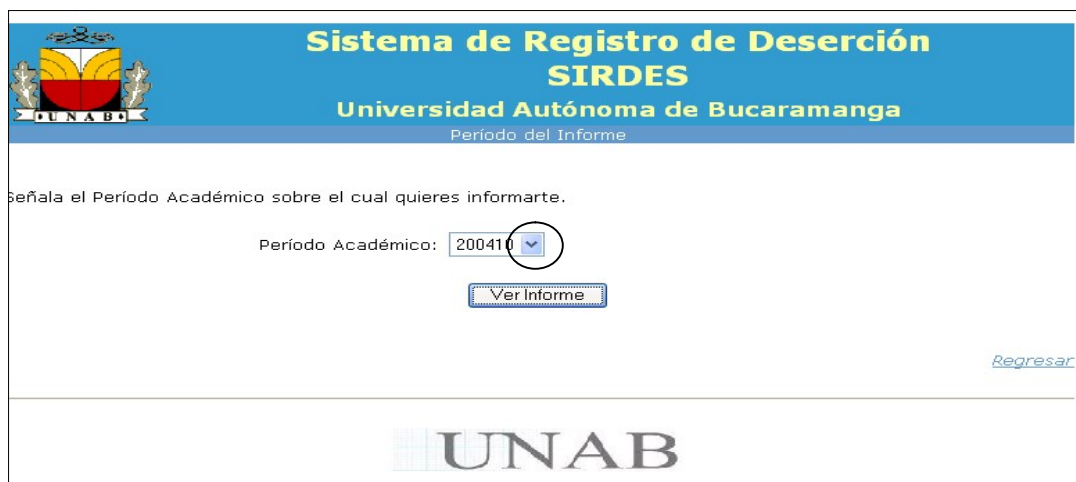 Sistema de Registro de Deserción
SIRDES
Universidad Autónoma de Bucaramanga
UNAB
Período del Informe
Señala el Período Académico sobre el cual quieres informarte.
Período Académico: 200410
Ver Informe
Regresar
UNAB